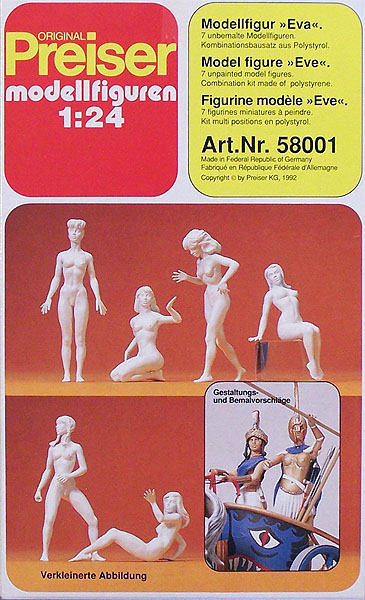 ORIGINAL
Preiser
modellfiguren
1:24
Modellfigur »Eva«.
7 unbemalte Modellfiguren.
Kombinationsbausatz aus Polystyrol.
Model figure »Eve«.
7 unpainted model figures.
Combination kit made of polystyrene.
Figurine modèle »Eve«.
7 figurines miniatures à peindre.
Kit multi positions en polystyrol.
Art.Nr. 58001
Made in Federal Republic of Germany
Fabriqué en République Fédérale d'Allemagne
Copyright © by Preiser KG, 1992
Gestaltungs-
und Bemalvorschläge
Verkleinerte Abbildung